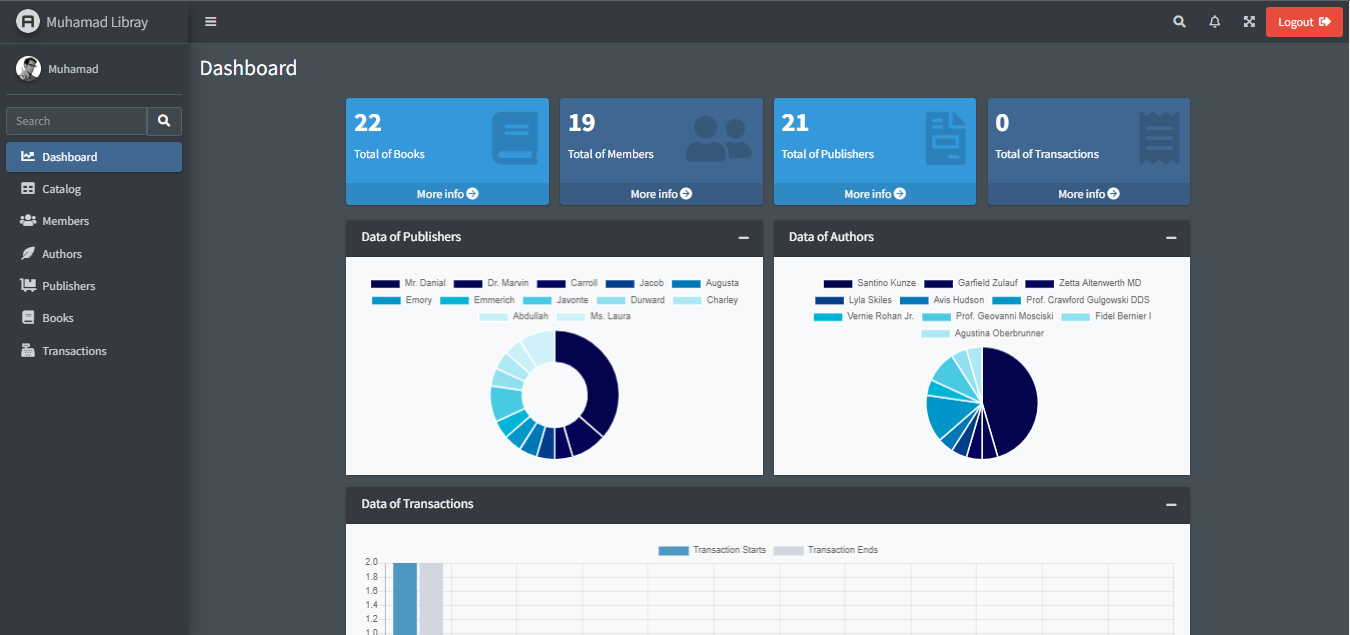 Muhamad Libray
Logout
Muhamad
Search
Dashboard
Catalog
Members
Authors
Publishers
Books
Transactions
Dashboard
22
Total of Books
More info
19
Total of Members
More info
21
Total of Publishers
More info
0
Total of Transactions
More info
Data of Publishers
Mr. Danial Dr. Marvin Carroll Jacob Augusta
Emory Emmerich Javonte Durward Charley
Abdullah Ms. Laura
Data of Authors
Santino Kunze Garfield Zulauf Zetta Altenwerth MD
Lyla Skiles Avis Hudson Prof. Crawford Gulgowski DDS
Vernie Rohan Jr. Prof. Geovanni Mosciski Fidel Bernier I
Agustina Oberbrunner
Data of Transactions
Transaction Starts Transaction Ends
2.0
1.8
1.6
1.4
1.2
1.0